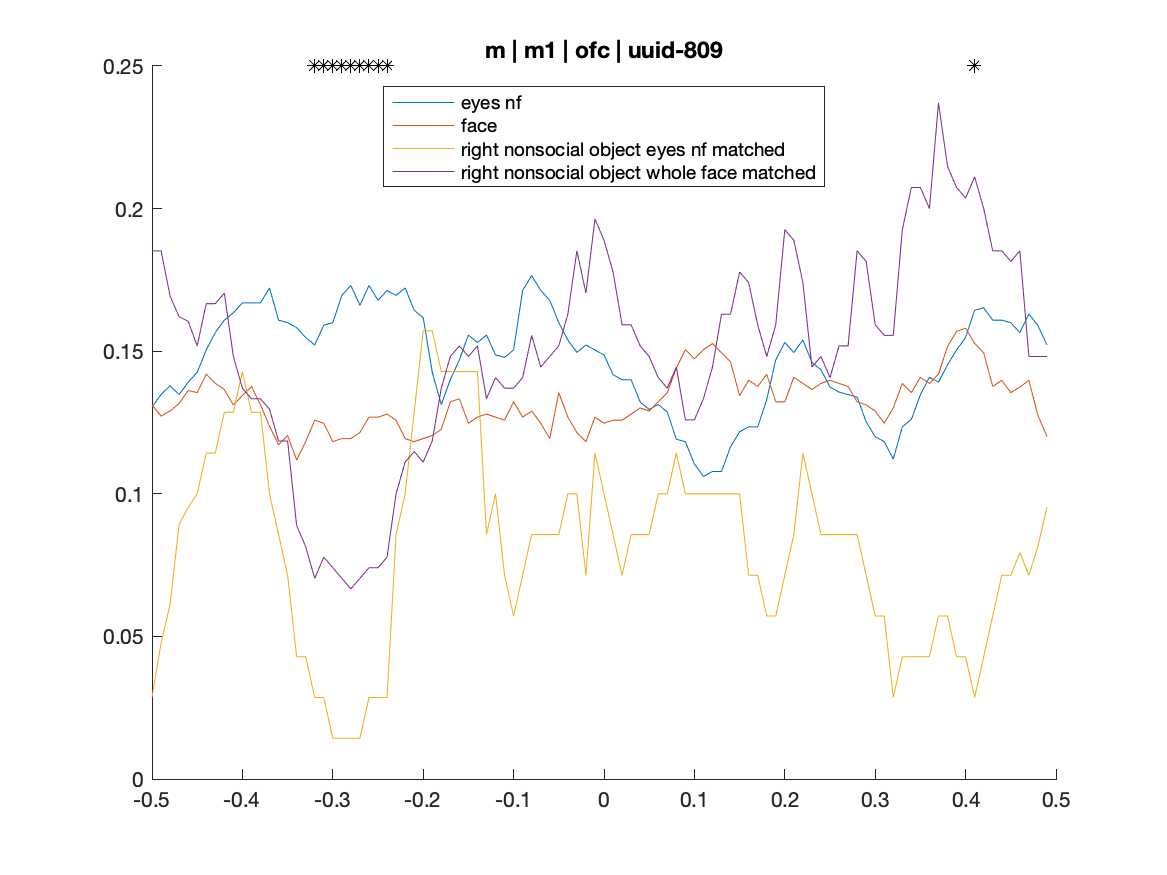 m | m1 | ofc | uuid-809
0.25
0.2
0.15
0.1
0.05
0
eyes nf
face
right nonsocial object eyes nf matched
right nonsocial object whole face matched
-0.5 -0.4 -0.3 -0.2 -0.1 0 0.1 0.2 0.3 0.4 0.5